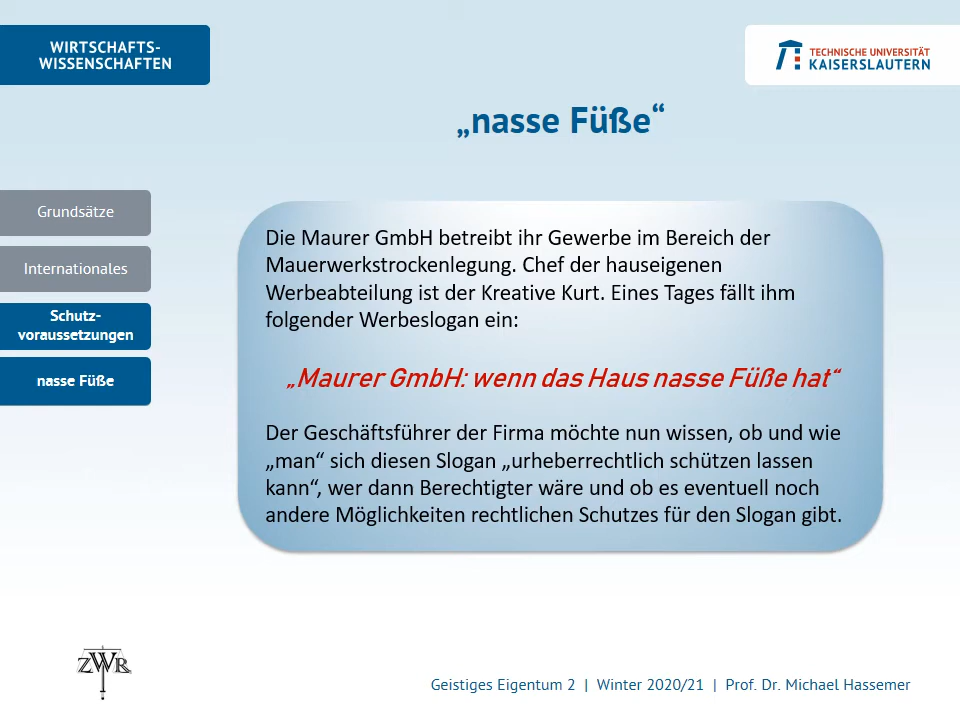 WIRTSCHAFTS-
WISSENSCHAFTEN
TECHNISCHE UNIVERSITÄT
KAISERSLAUTERN
„nasse Füße“
Grundsätze
Internationales
Schutz-
voraussetzungen
nasse Füße
Die Maurer GmbH betreibt ihr Gewerbe im Bereich der
Mauerwerkstrockenlegung. Chef der hauseigenen
Werbeabteilung ist der Kreative Kurt. Eines Tages fällt ihm
folgender Werbeslogan ein:
„Maurer GmbH: wenn das Haus nasse Füße hat“
Der Geschäftsführer der Firma möchte nun wissen, ob und wie
„man“ sich diesen Slogan „urheberrechtlich schützen lassen
kann“, wer dann Berechtigter wäre und ob es eventuell noch
andere Möglichkeiten rechtlichen Schutzes für den Slogan gibt.
ZWR
Geistiges Eigentum 2 | Winter 2020/21 | Prof. Dr. Michael Hassemer